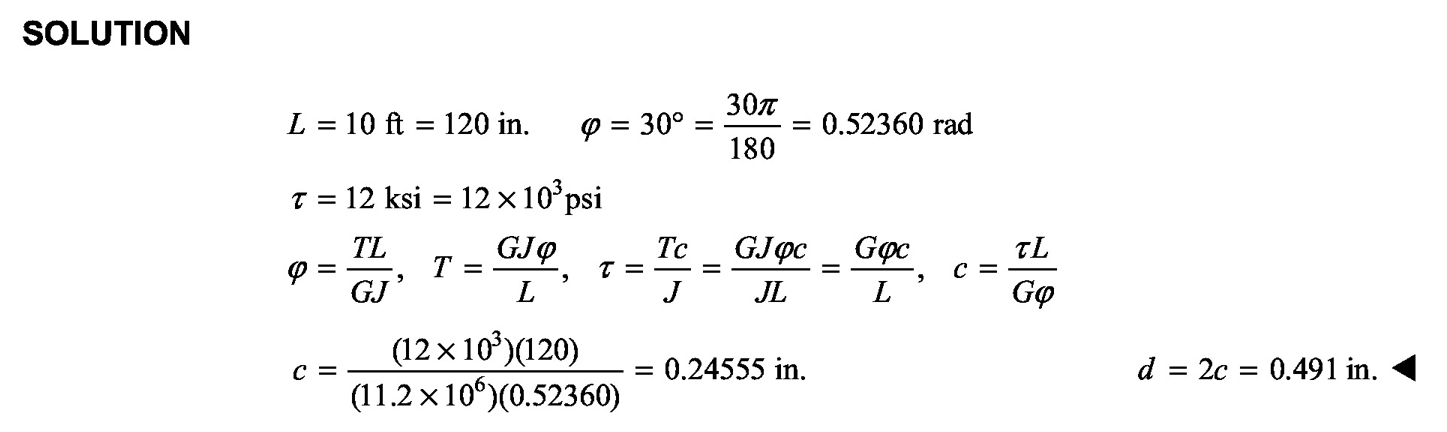 SOLUTION
L = 10 ft = 120 in. φ = 30° = 30π/180 = 0.52360 rad
τ = 12 ksi = 12 × 10³ psi
φ = TL/GJ, T = GJφ/L, τ = Tc/J = GJφc/JL = Gφc/L, c = τL/Gφ
c = (12 × 10³)(120)/(11.2 × 10⁶)(0.52360) = 0.24555 in. d = 2c = 0.491 in. ◀